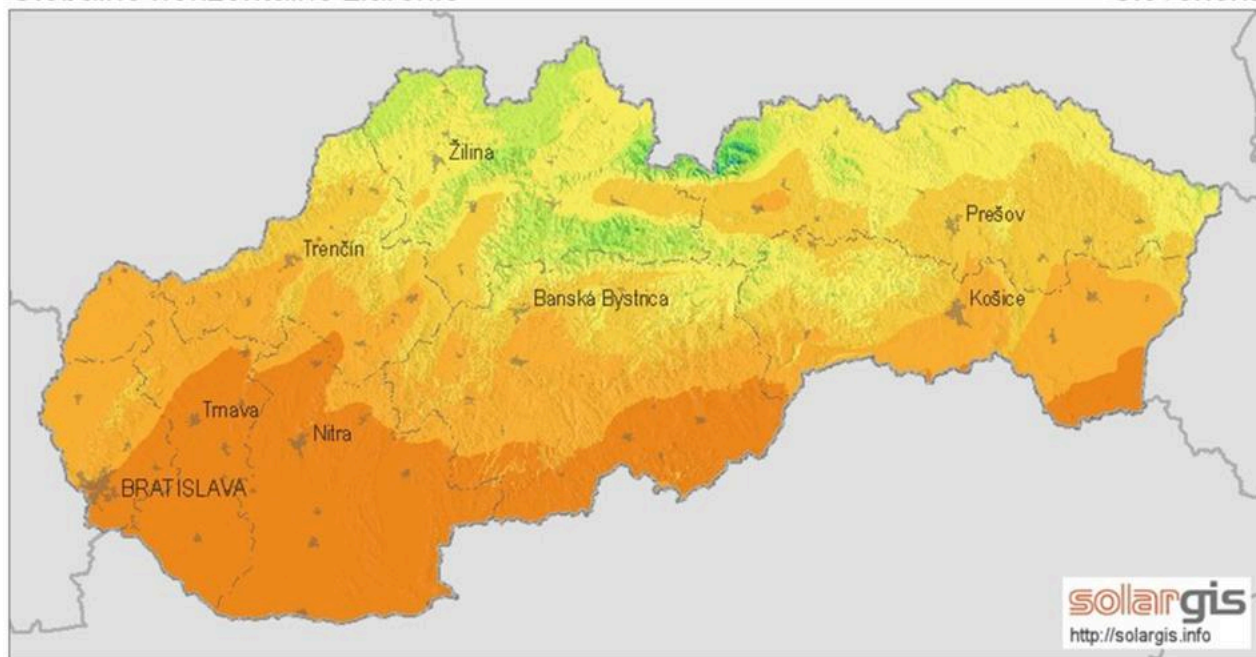 Žilina
Prešov
Trenčín
Banská Bystrica
Košice
Trnava
Nitra
BRATISLAVA
solargis
http://solargis.info